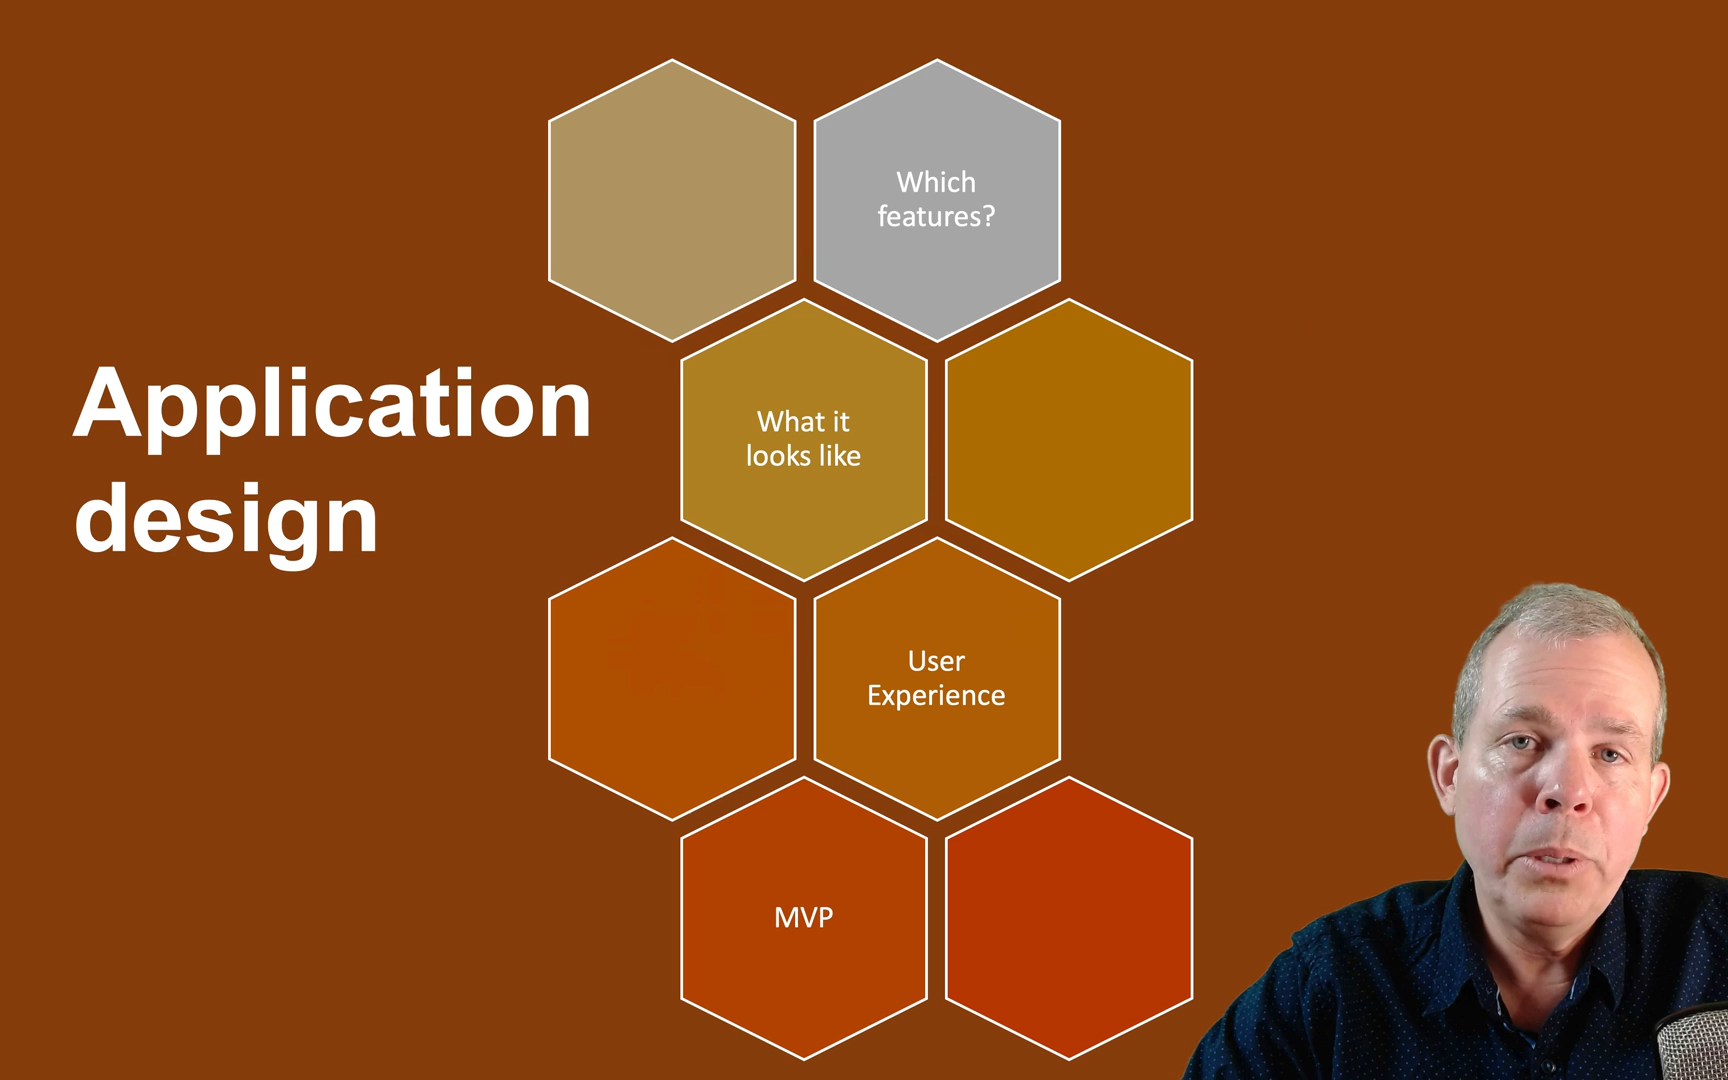 Application
design
Which
features?
What it
looks like
User
Experience
MVP